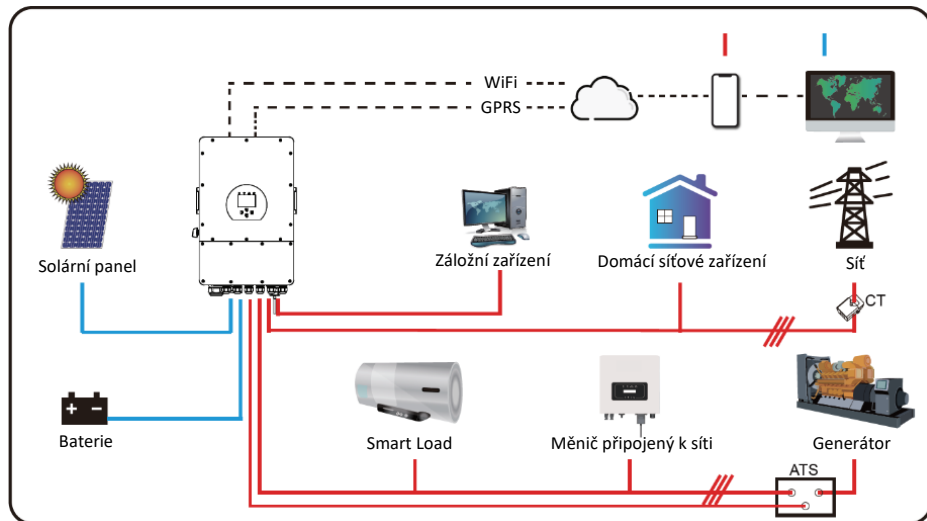 WiFi
GPRS
Solární panel
Záložní zařízení
Domácí síťové zařízení
Síť
CT
Baterie
Smart Load
Měnič připojený k síti
Generátor
ATS